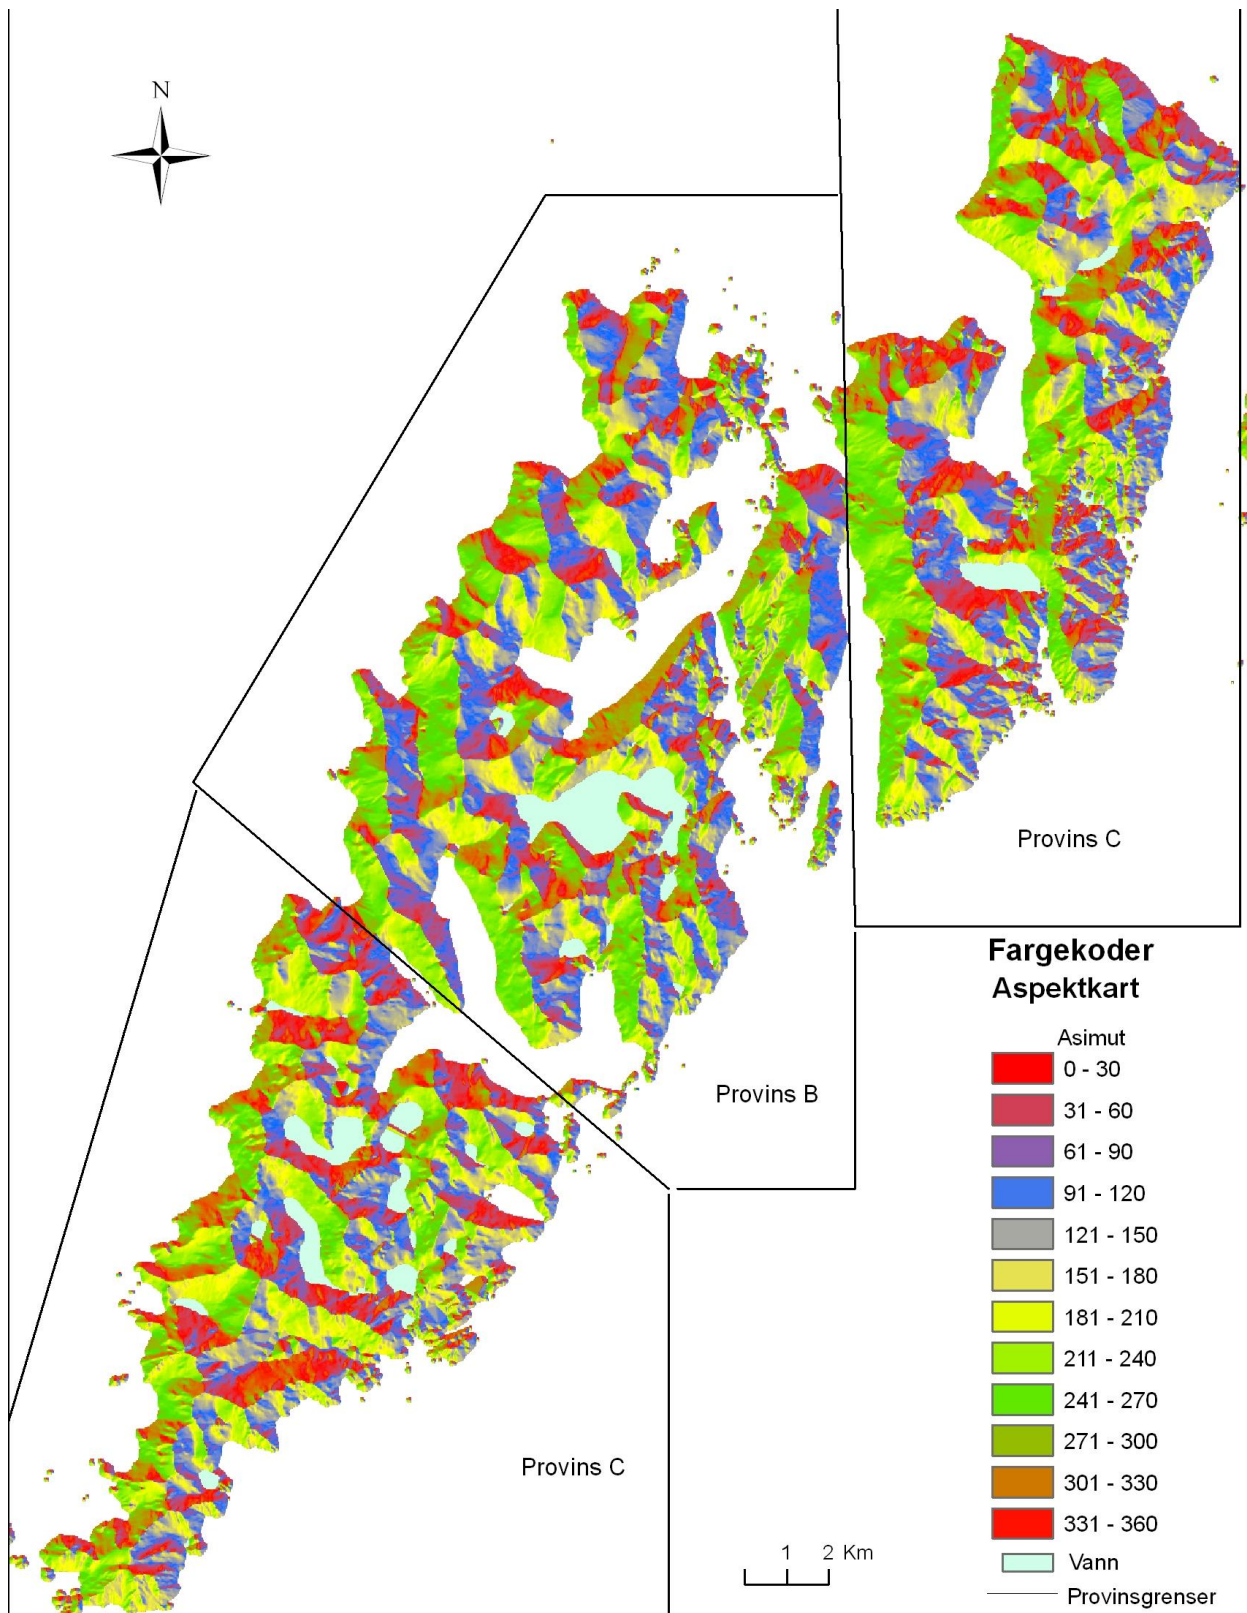 N
Provins C
Provins B
Provins C
Fargekoder
Aspektkart
Asimut
0 - 30
31 - 60
61 - 90
91 - 120
121 - 150
151 - 180
181 - 210
211 - 240
241 - 270
271 - 300
301 - 330
331 - 360
Vann
Provinsgrenser
1 2 Km